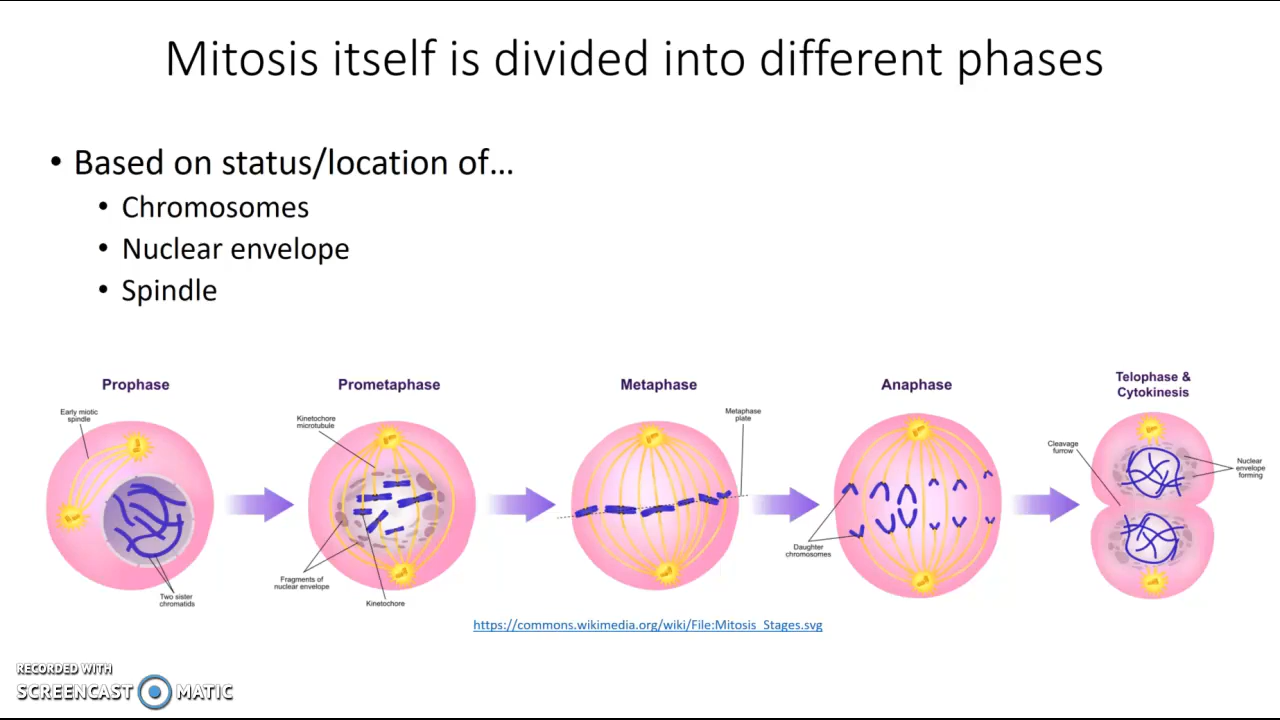 Mitosis itself is divided into different phases
• Based on status/location of...
• Chromosomes
• Nuclear envelope
• Spindle
Prophase
Early miotic
spindle
Two sister
chromatids
Prometaphase
Kinetochore
microtubule
Fragments of
nuclear envelope
Kinetochore
Metaphase
Metaphase
plate
Anaphase
Daughter
chromosomes
Telophase &
Cytokinesis
Cleavage
furrow
Nuclear
envelope
forming
https://commons.wikimedia.org/wiki/File:Mitosis_Stages.svg
RECORDED WITH
SCREENCAST MATIC